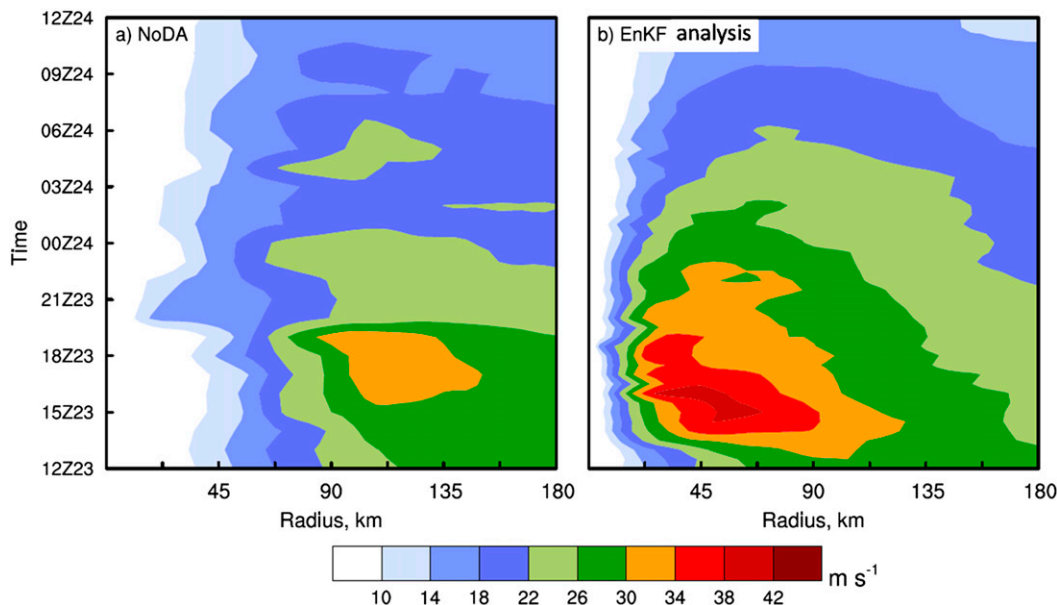 a) NoDA
b) EnKF analysis
12Z24
09Z24
06Z24
03Z24
00Z24
21Z23
18Z23
15Z23
12Z23
Time
45 90 135 180
45 90 135 180
Radius, km
Radius, km
10 14 18 22 26 30 34 38 42
m s⁻¹